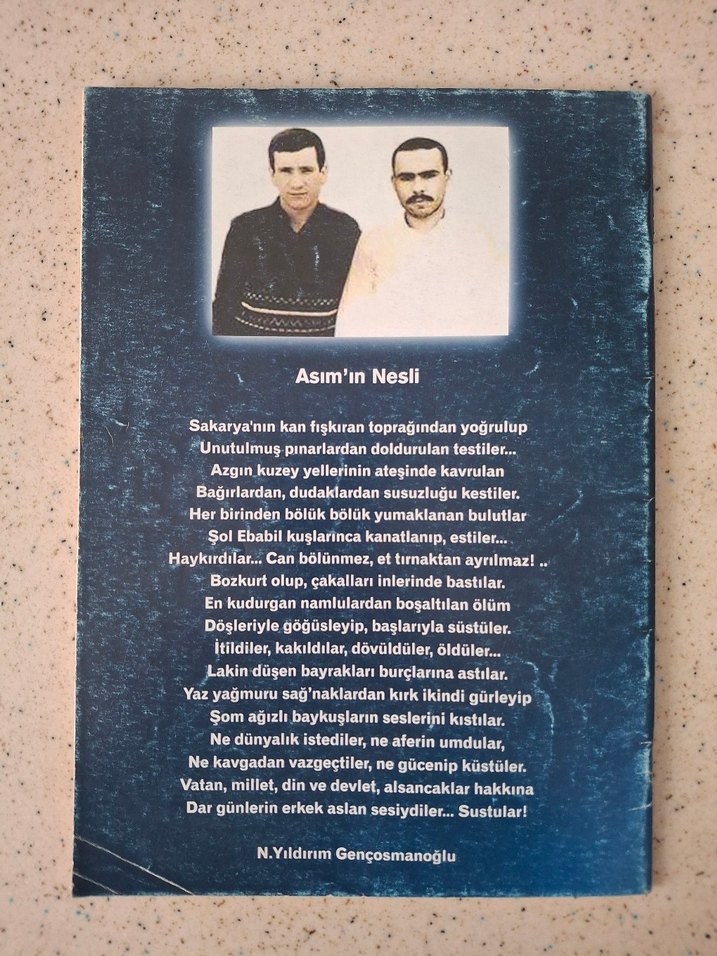 Asım'ın Nesli
Sakarya'nın kan fışkıran toprağından yoğrulup
Unutulmuş pınarlardan doldurulan testiler...
Azgın kuzey yellerinin ateşinde kavrulan
Bağırlardan, dudaklardan susuzluğu kestiler.
Her birinden bölük bölük yumaklanan bulutlar
Şol Ebabil kuşlarınca kanatlanıp, estiler...
Haykırdılar... Can bölünmez, et tırnaktan ayrılmaz! ..
Bozkurt olup, çakalları inlerinde bastılar.
En kudurgan namlulardan boşaltılan ölüm
Döşleriyle göğüsleyip, başlarıyla süstüler.
İtildiler, kakıldılar, dövüldüler, öldüler...
Lakin düşen bayrakları burçlarına astılar.
Yaz yağmuru sağ'naklardan kırk ikindi gürleyip
Şom ağızlı baykuşların seslerini kıstılar.
Ne dünyalık istediler, ne aferin umdular,
Ne kavgadan vazgeçtiler, ne gücenip küstüler.
Vatan, millet, din ve devlet, alsancaklar hakkına
Dar günlerin erkek aslan sesiydiler... Sustular!
N.Yıldırım Gençosmanoğlu